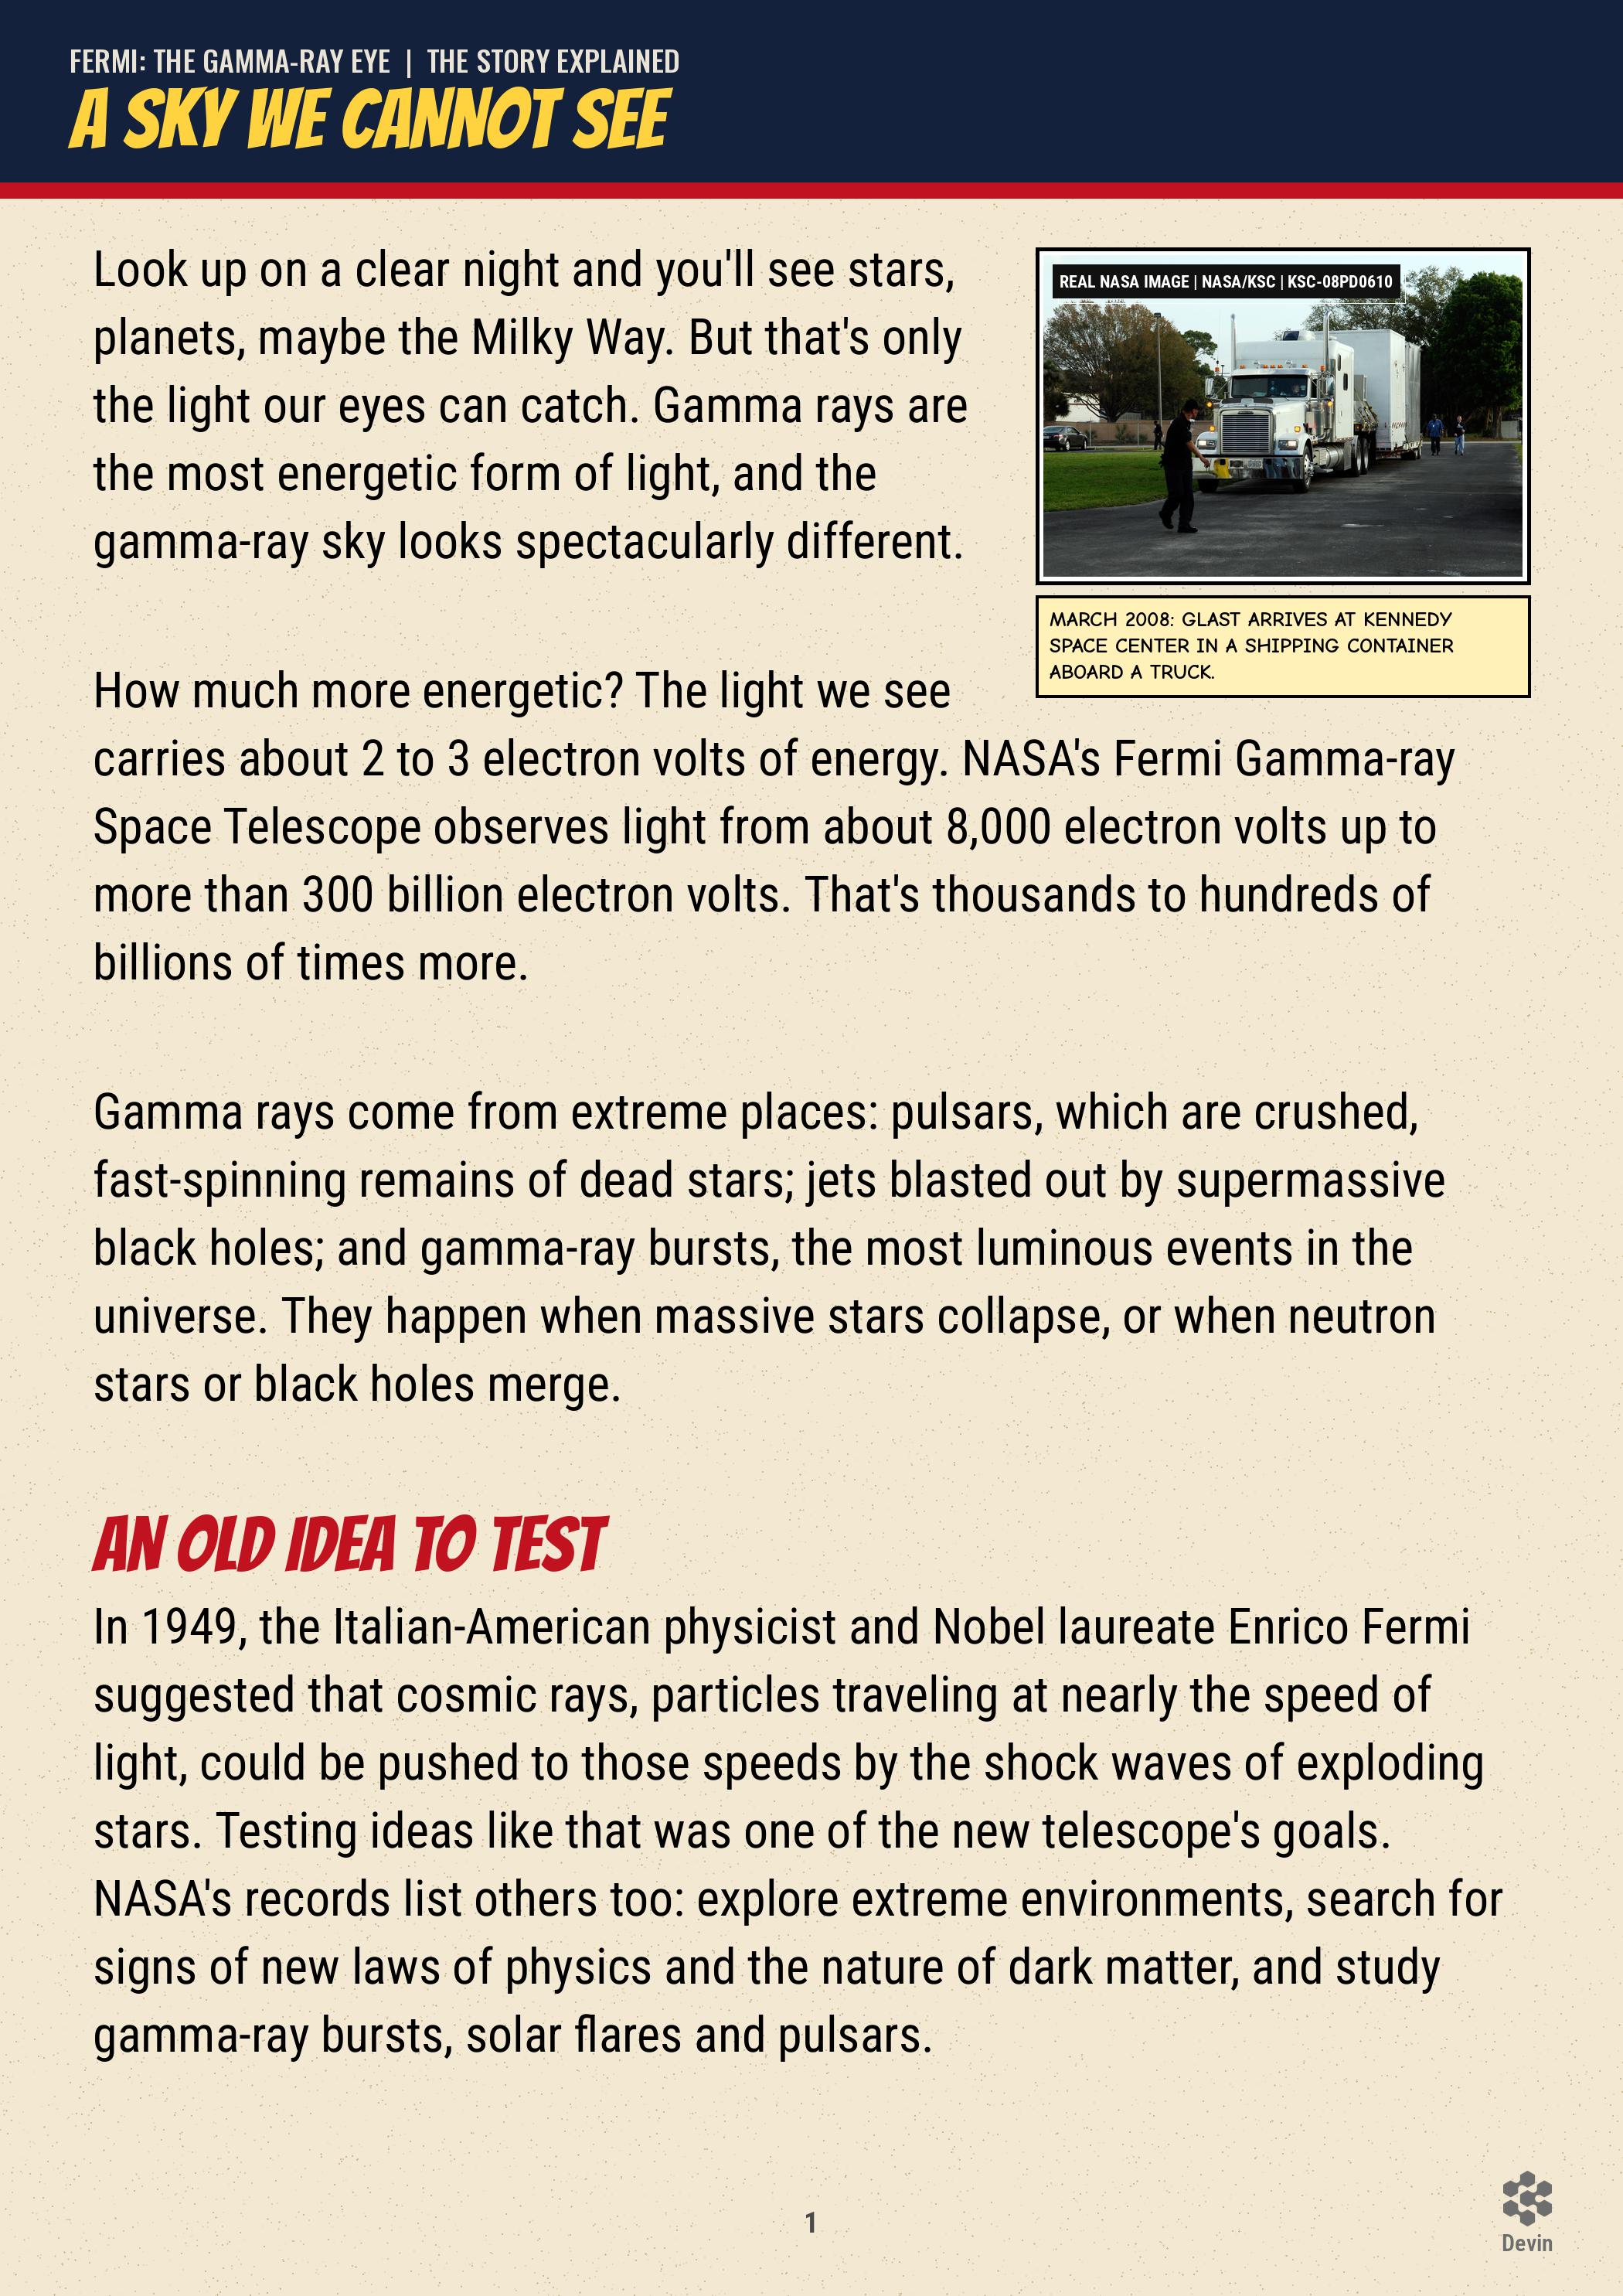 FERMI: THE GAMMA-RAY EYE | THE STORY EXPLAINED
A SKY WE CANNOT SEE
Look up on a clear night and you'll see stars,
planets, maybe the Milky Way. But that's only
the light our eyes can catch. Gamma rays are
the most energetic form of light, and the
gamma-ray sky looks spectacularly different.
REAL NASA IMAGE | NASA/KSC | KSC-08PD0610
MARCH 2008: GLAST ARRIVES AT KENNEDY
SPACE CENTER IN A SHIPPING CONTAINER
ABOARD A TRUCK.
How much more energetic? The light we see
carries about 2 to 3 electron volts of energy. NASA's Fermi Gamma-ray
Space Telescope observes light from about 8,000 electron volts up to
more than 300 billion electron volts. That's thousands to hundreds of
billions of times more.
Gamma rays come from extreme places: pulsars, which are crushed,
fast-spinning remains of dead stars; jets blasted out by supermassive
black holes; and gamma-ray bursts, the most luminous events in the
universe. They happen when massive stars collapse, or when neutron
stars or black holes merge.
AN OLD IDEA TO TEST
In 1949, the Italian-American physicist and Nobel laureate Enrico Fermi
suggested that cosmic rays, particles traveling at nearly the speed of
light, could be pushed to those speeds by the shock waves of exploding
stars. Testing ideas like that was one of the new telescope's goals.
NASA's records list others too: explore extreme environments, search for
signs of new laws of physics and the nature of dark matter, and study
gamma-ray bursts, solar flares and pulsars.
1
Devin